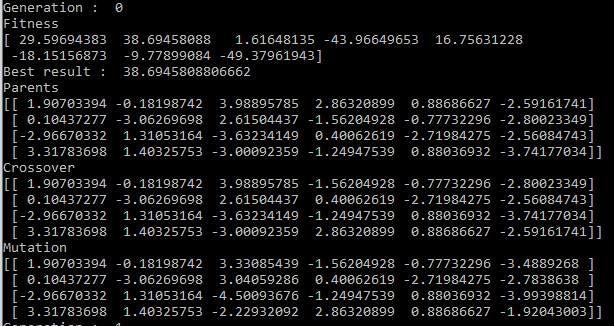 Generation :  0
Fitness
[ 29.59694383  38.69458088   1.61648135 -43.96649653  16.75631228
 -18.15156873  -9.77899084 -49.37961943]
Best result :  38.6945808806662
Parents
[[ 1.90703394 -0.18198742  3.98895785  2.86320899  0.88686627 -2.59161741]
 [ 0.10437277 -3.06269698  2.61504437 -1.56204928 -0.77732296 -2.80023349]
 [-2.96670332  1.31053164 -3.63234149  0.40062619 -2.71984275 -2.56084743]
 [ 3.31783698  1.40325753 -3.00092359 -1.24947539  0.88036932 -3.74177034]]
Crossover
[[ 1.90703394 -0.18198742  3.98895785 -1.56204928 -0.77732296 -2.80023349]
 [ 0.10437277 -3.06269698  2.61504437  0.40062619 -2.71984275 -2.56084743]
 [-2.96670332  1.31053164 -3.63234149 -1.24947539  0.88036932 -3.74177034]
 [ 3.31783698  1.40325753 -3.00092359  2.86320899  0.88686627 -2.59161741]]
Mutation
[[ 1.90703394 -0.18198742  3.33085439 -1.56204928 -0.77732296 -3.4889268 ]
 [ 0.10437277 -3.06269698  3.04059286  0.40062619 -2.71984275 -2.7838638 ]
 [-2.96670332  1.31053164 -4.50093676 -1.24947539  0.88036932 -3.99398814]
 [ 3.31783698  1.40325753 -2.22932092  2.86320899  0.88686627 -1.92043003]]
Generation :  1